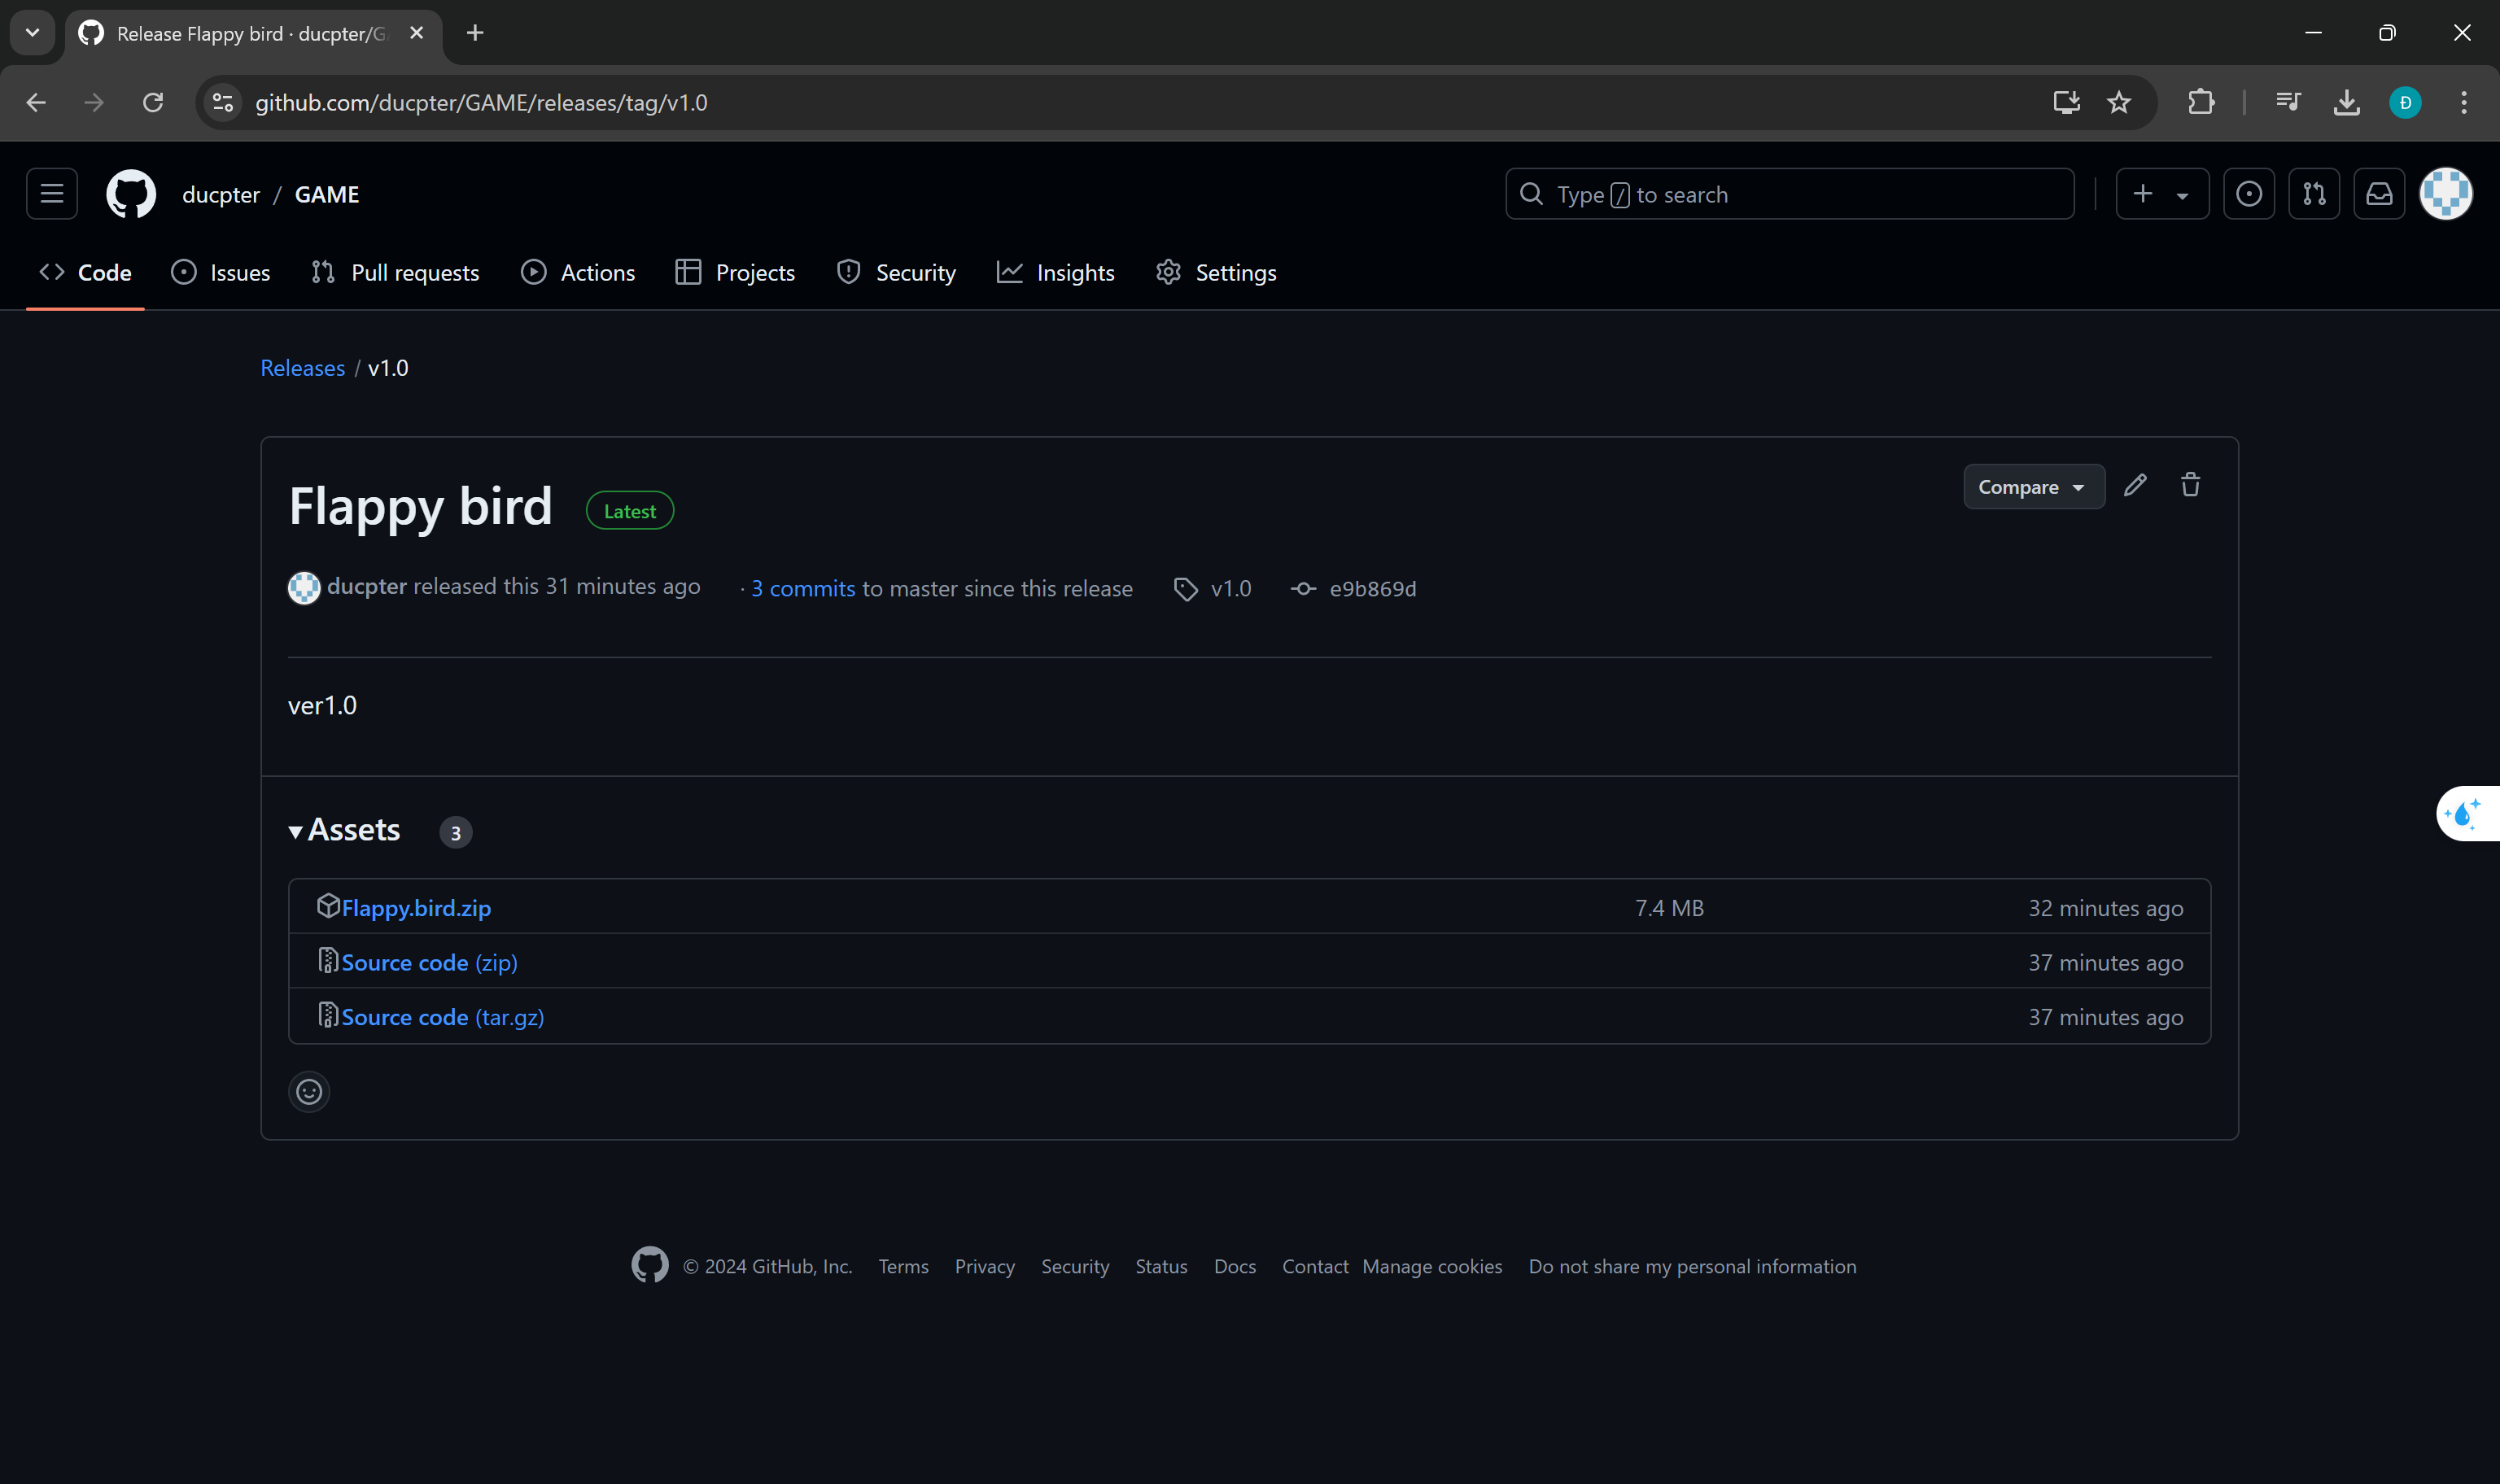 Release Flappy bird · ducpter/G
github.com/ducpter/GAME/releases/tag/v1.0
Đ
ducpter / GAME
Type / to search
Code Issues Pull requests Actions Projects Security Insights Settings
Releases / v1.0
Flappy bird Latest
Compare
ducpter released this 31 minutes ago · 3 commits to master since this release v1.0 e9b869d
ver1.0
Assets 3
Flappy.bird.zip 7.4 MB 32 minutes ago
Source code (zip) 37 minutes ago
Source code (tar.gz) 37 minutes ago
© 2024 GitHub, Inc. Terms Privacy Security Status Docs Contact Manage cookies Do not share my personal information